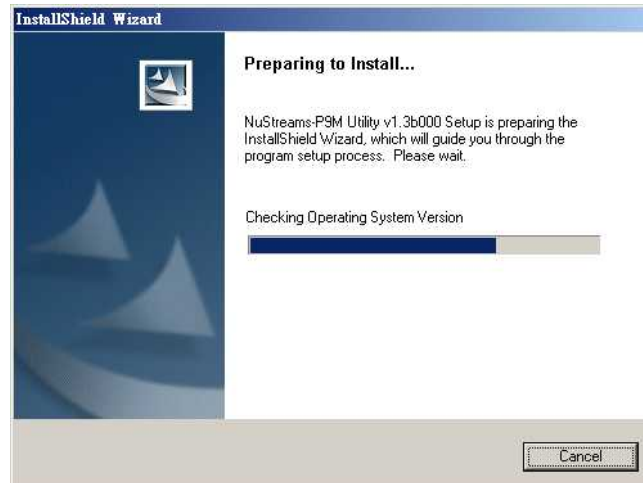 InstallShield Wizard
Preparing to Install...
NuStreams-P9M Utility v1.3b000 Setup is preparing the
InstallShield Wizard, which will guide you through the
program setup process. Please wait.
Checking Operating System Version
Cancel